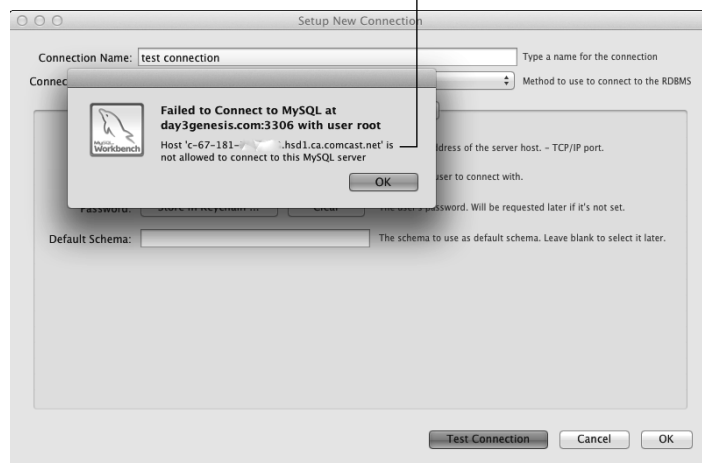 Setup New Connection
Connection Name: test connection Type a name for the connection
Connec Method to use to connect to the RDBMS
Failed to Connect to MySQL at
day3genesis.com:3306 with user root
Host 'c-67-181- .hsd1.ca.comcast.net' is
not allowed to connect to this MySQL server
MySQL
Workbench
OK
ddress of the server host. – TCP/IP port.
user to connect with.
Password: Store in Keychain ... Clear The user's password. Will be requested later if it's not set.
Default Schema: The schema to use as default schema. Leave blank to select it later.
Test Connection Cancel OK